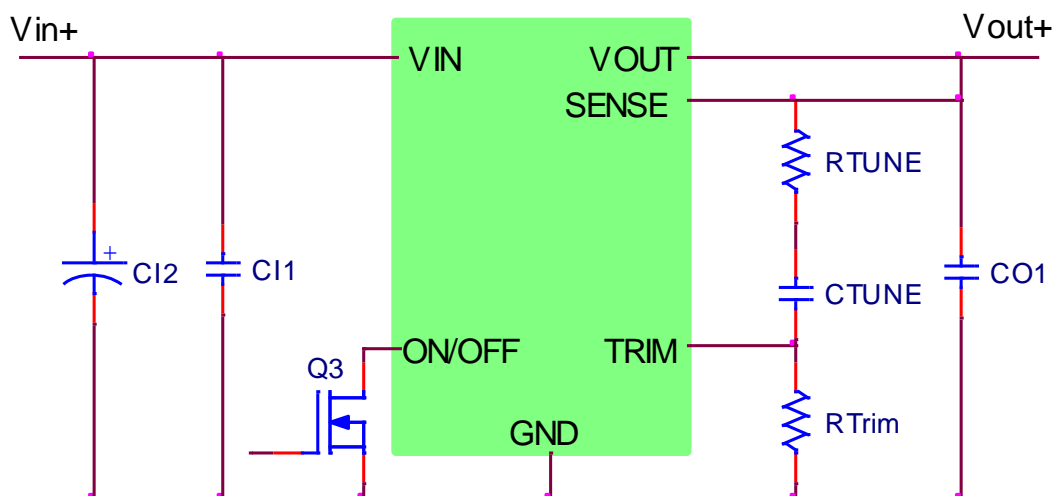 Vin+
Vout+
VIN
VOUT
SENSE
RTUNE
+
CI2
CI1
CTUNE
CO1
ON/OFF
TRIM
Q3
RTrim
GND